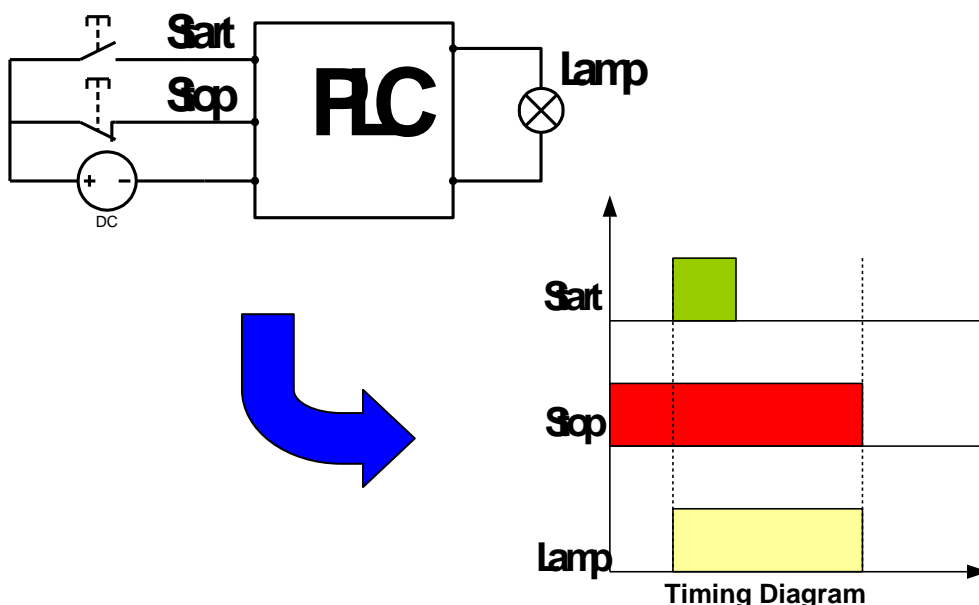 Start
Stop
PLC
Lamp
+ -
DC
Start
Stop
Lamp
Timing Diagram